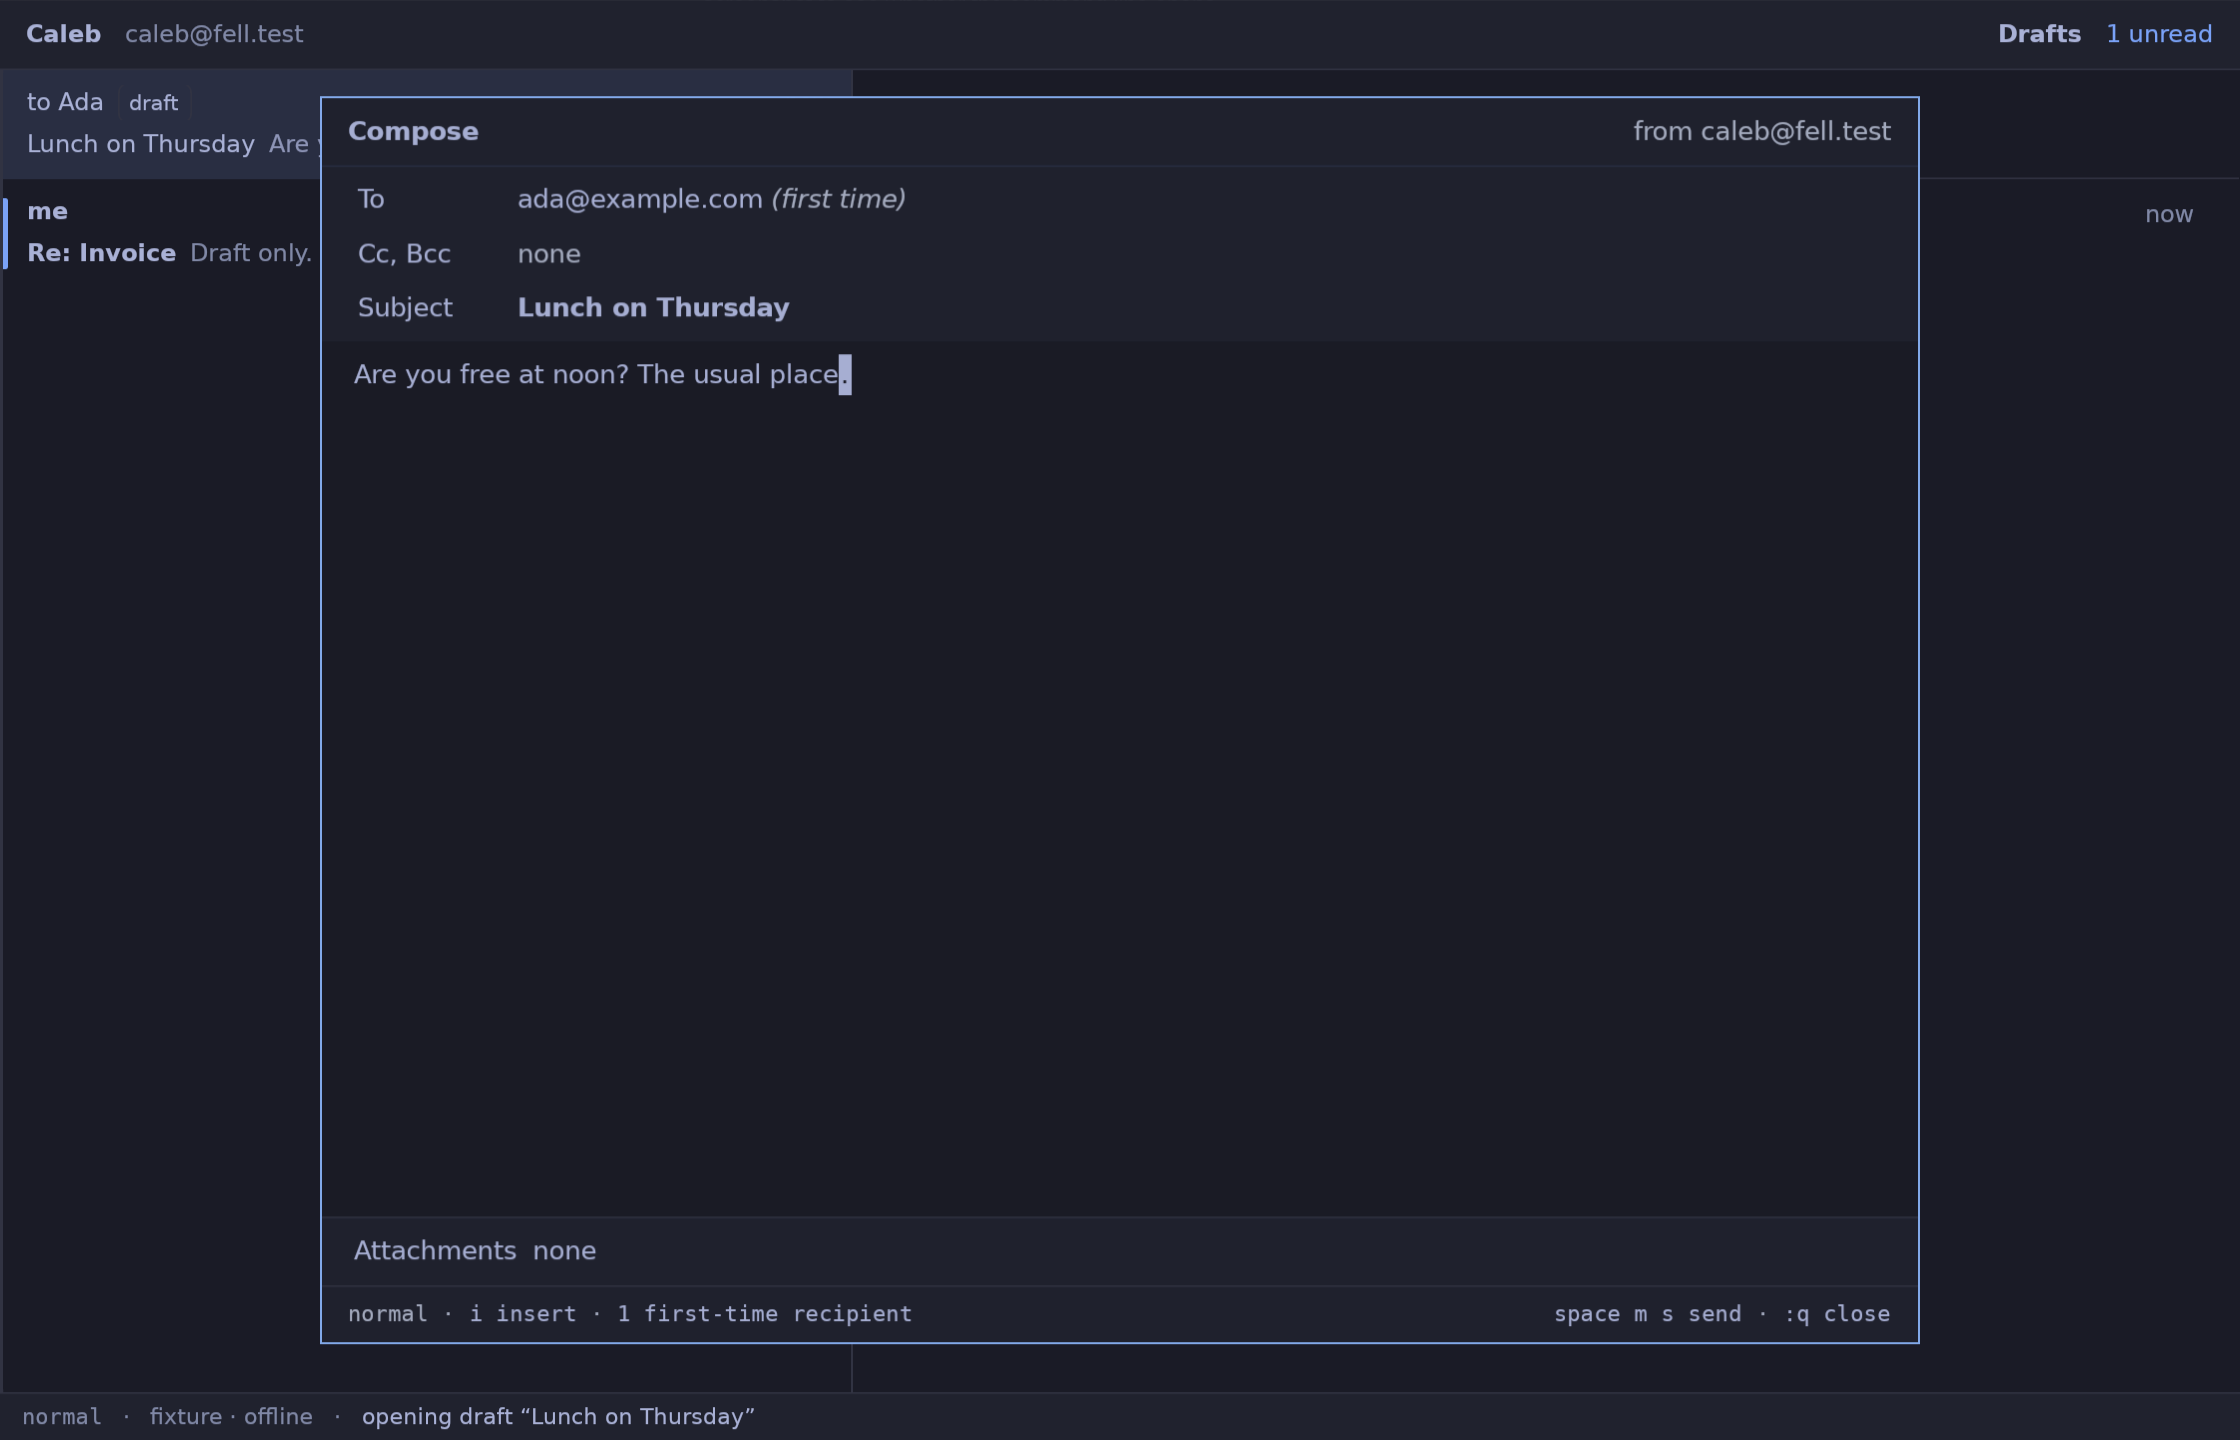 Caleb caleb@fell.test Drafts 1 unread
to Ada draft
Lunch on Thursday Are
me
Re: Invoice Draft only.
now
Compose from caleb@fell.test
To ada@example.com (first time)
Cc, Bcc none
Subject Lunch on Thursday
Are you free at noon? The usual place.
Attachments none
normal · i insert · 1 first-time recipient space m s send · :q close
normal · fixture · offline · opening draft “Lunch on Thursday”